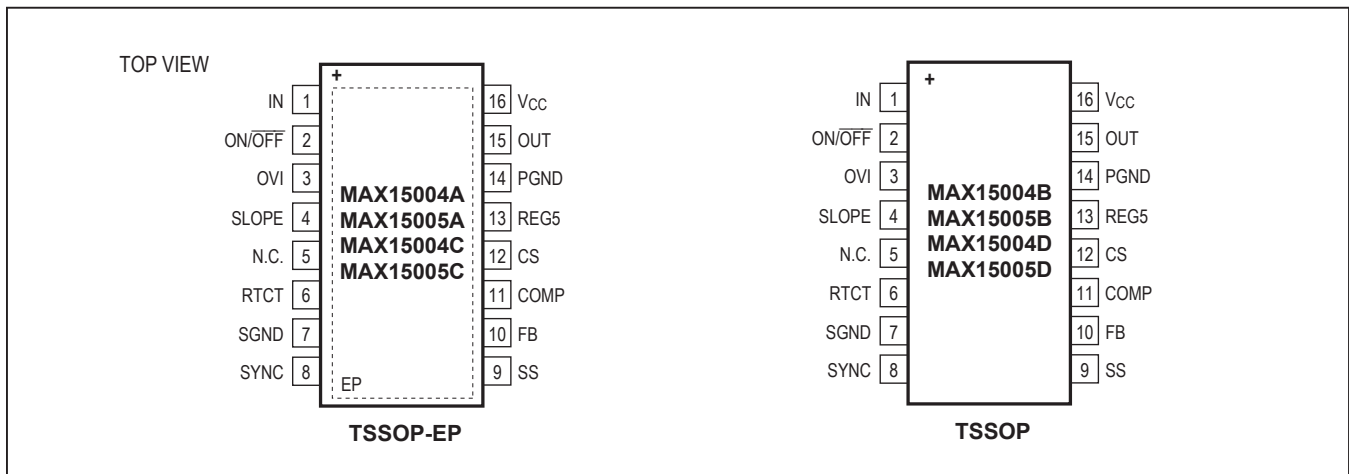 TOP VIEW
+
IN 1
ON/OFF 2
OVI 3
SLOPE 4
N.C. 5
RTCT 6
SGND 7
SYNC 8
MAX15004A
MAX15005A
MAX15004C
MAX15005C
EP
16 VCC
15 OUT
14 PGND
13 REG5
12 CS
11 COMP
10 FB
9 SS
TSSOP-EP
+
IN 1
ON/OFF 2
OVI 3
SLOPE 4
N.C. 5
RTCT 6
SGND 7
SYNC 8
MAX15004B
MAX15005B
MAX15004D
MAX15005D
16 VCC
15 OUT
14 PGND
13 REG5
12 CS
11 COMP
10 FB
9 SS
TSSOP